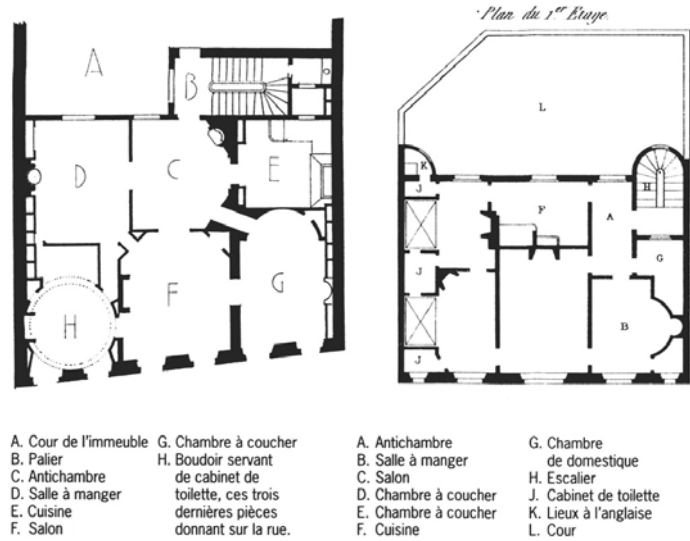 Plan du 1er Etage.
A
B
C
D
E
F
G
H
L
K
J
H
F
A
J
G
B
J
A. Cour de l'immeuble
B. Palier
C. Antichambre
D. Salle à manger
E. Cuisine
F. Salon
G. Chambre à coucher
H. Boudoir servant
de cabinet de
toilette, ces trois
dernières pièces
donnant sur la rue.
A. Antichambre
B. Salle à manger
C. Salon
D. Chambre à coucher
E. Chambre à coucher
F. Cuisine
G. Chambre
de domestique
H. Escalier
J. Cabinet de toilette
K. Lieux à l'anglaise
L. Cour